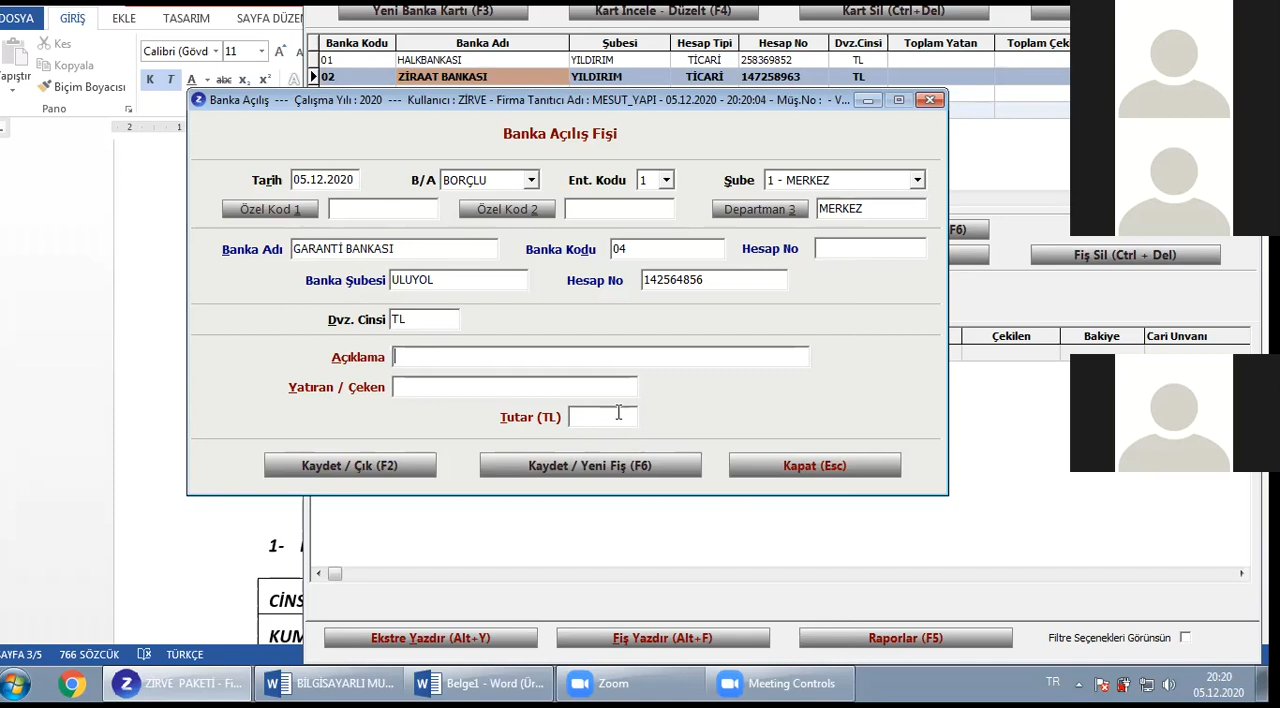 DOSYA GİRİŞ EKLE TASARIM SAYFA DÜZE
Yeni Banka Kartı (F3) Kart İncele - Düzelt (F4) Kart Sil (Ctrl+Del)
Kes
Kopyala
Biçim Boyacısı
Pano
Calibri (Gövd 11
K T A abc x₂ x²
Banka Kodu Banka Adı Şubesi Hesap Tipi Hesap No Dvz.Cinsi Toplam Yatan Toplam Çek
01 HALKBANKASI YILDIRIM TİCARİ 258369852 TL
02 ZİRAAT BANKASI YILDIRIM TİCARİ 147258963 TL
2 1
Banka Açılış --- Çalışma Yılı : 2020 --- Kullanıcı : ZİRVE - Firma Tanıtici Adı : MESUT_YAPI - 05.12.2020 - 20:20:04 - Müş.No : - V...
Banka Açılış Fişi
Tarih 05.12.2020 B/A BORÇLU Ent. Kodu 1 Şube 1 - MERKEZ
Özel Kod 1 Özel Kod 2 Departman 3 MERKEZ
Banka Adı GARANTİ BANKASI Banka Kodu 04 Hesap No
Banka Şubesi ULUYOL Hesap No 142564856
Dvz. Cinsi TL
Açıklama
Yatıran / Çeken
Tutar (TL)
Kaydet / Çık (F2) Kaydet / Yeni Fiş (F6) Kapat (Esc)
F6)
Fiş Sil (Ctrl + Del)
Çekilen Bakiye Cari Unvanı
1-
CİNS
KUM
Ekstre Yazdır (Alt+Y) Fiş Yazdır (Alt+F) Raporlar (F5) Filtre Seçenekleri Görünsün
SAYFA 3/5 766 SÖZCÜK TÜRKÇE
ZİRVE PAKETİ - Fi... BİLGİSAYARLI MU... Belge1 - Word (Ür... Zoom Meeting Controls TR 20:20
05.12.2020